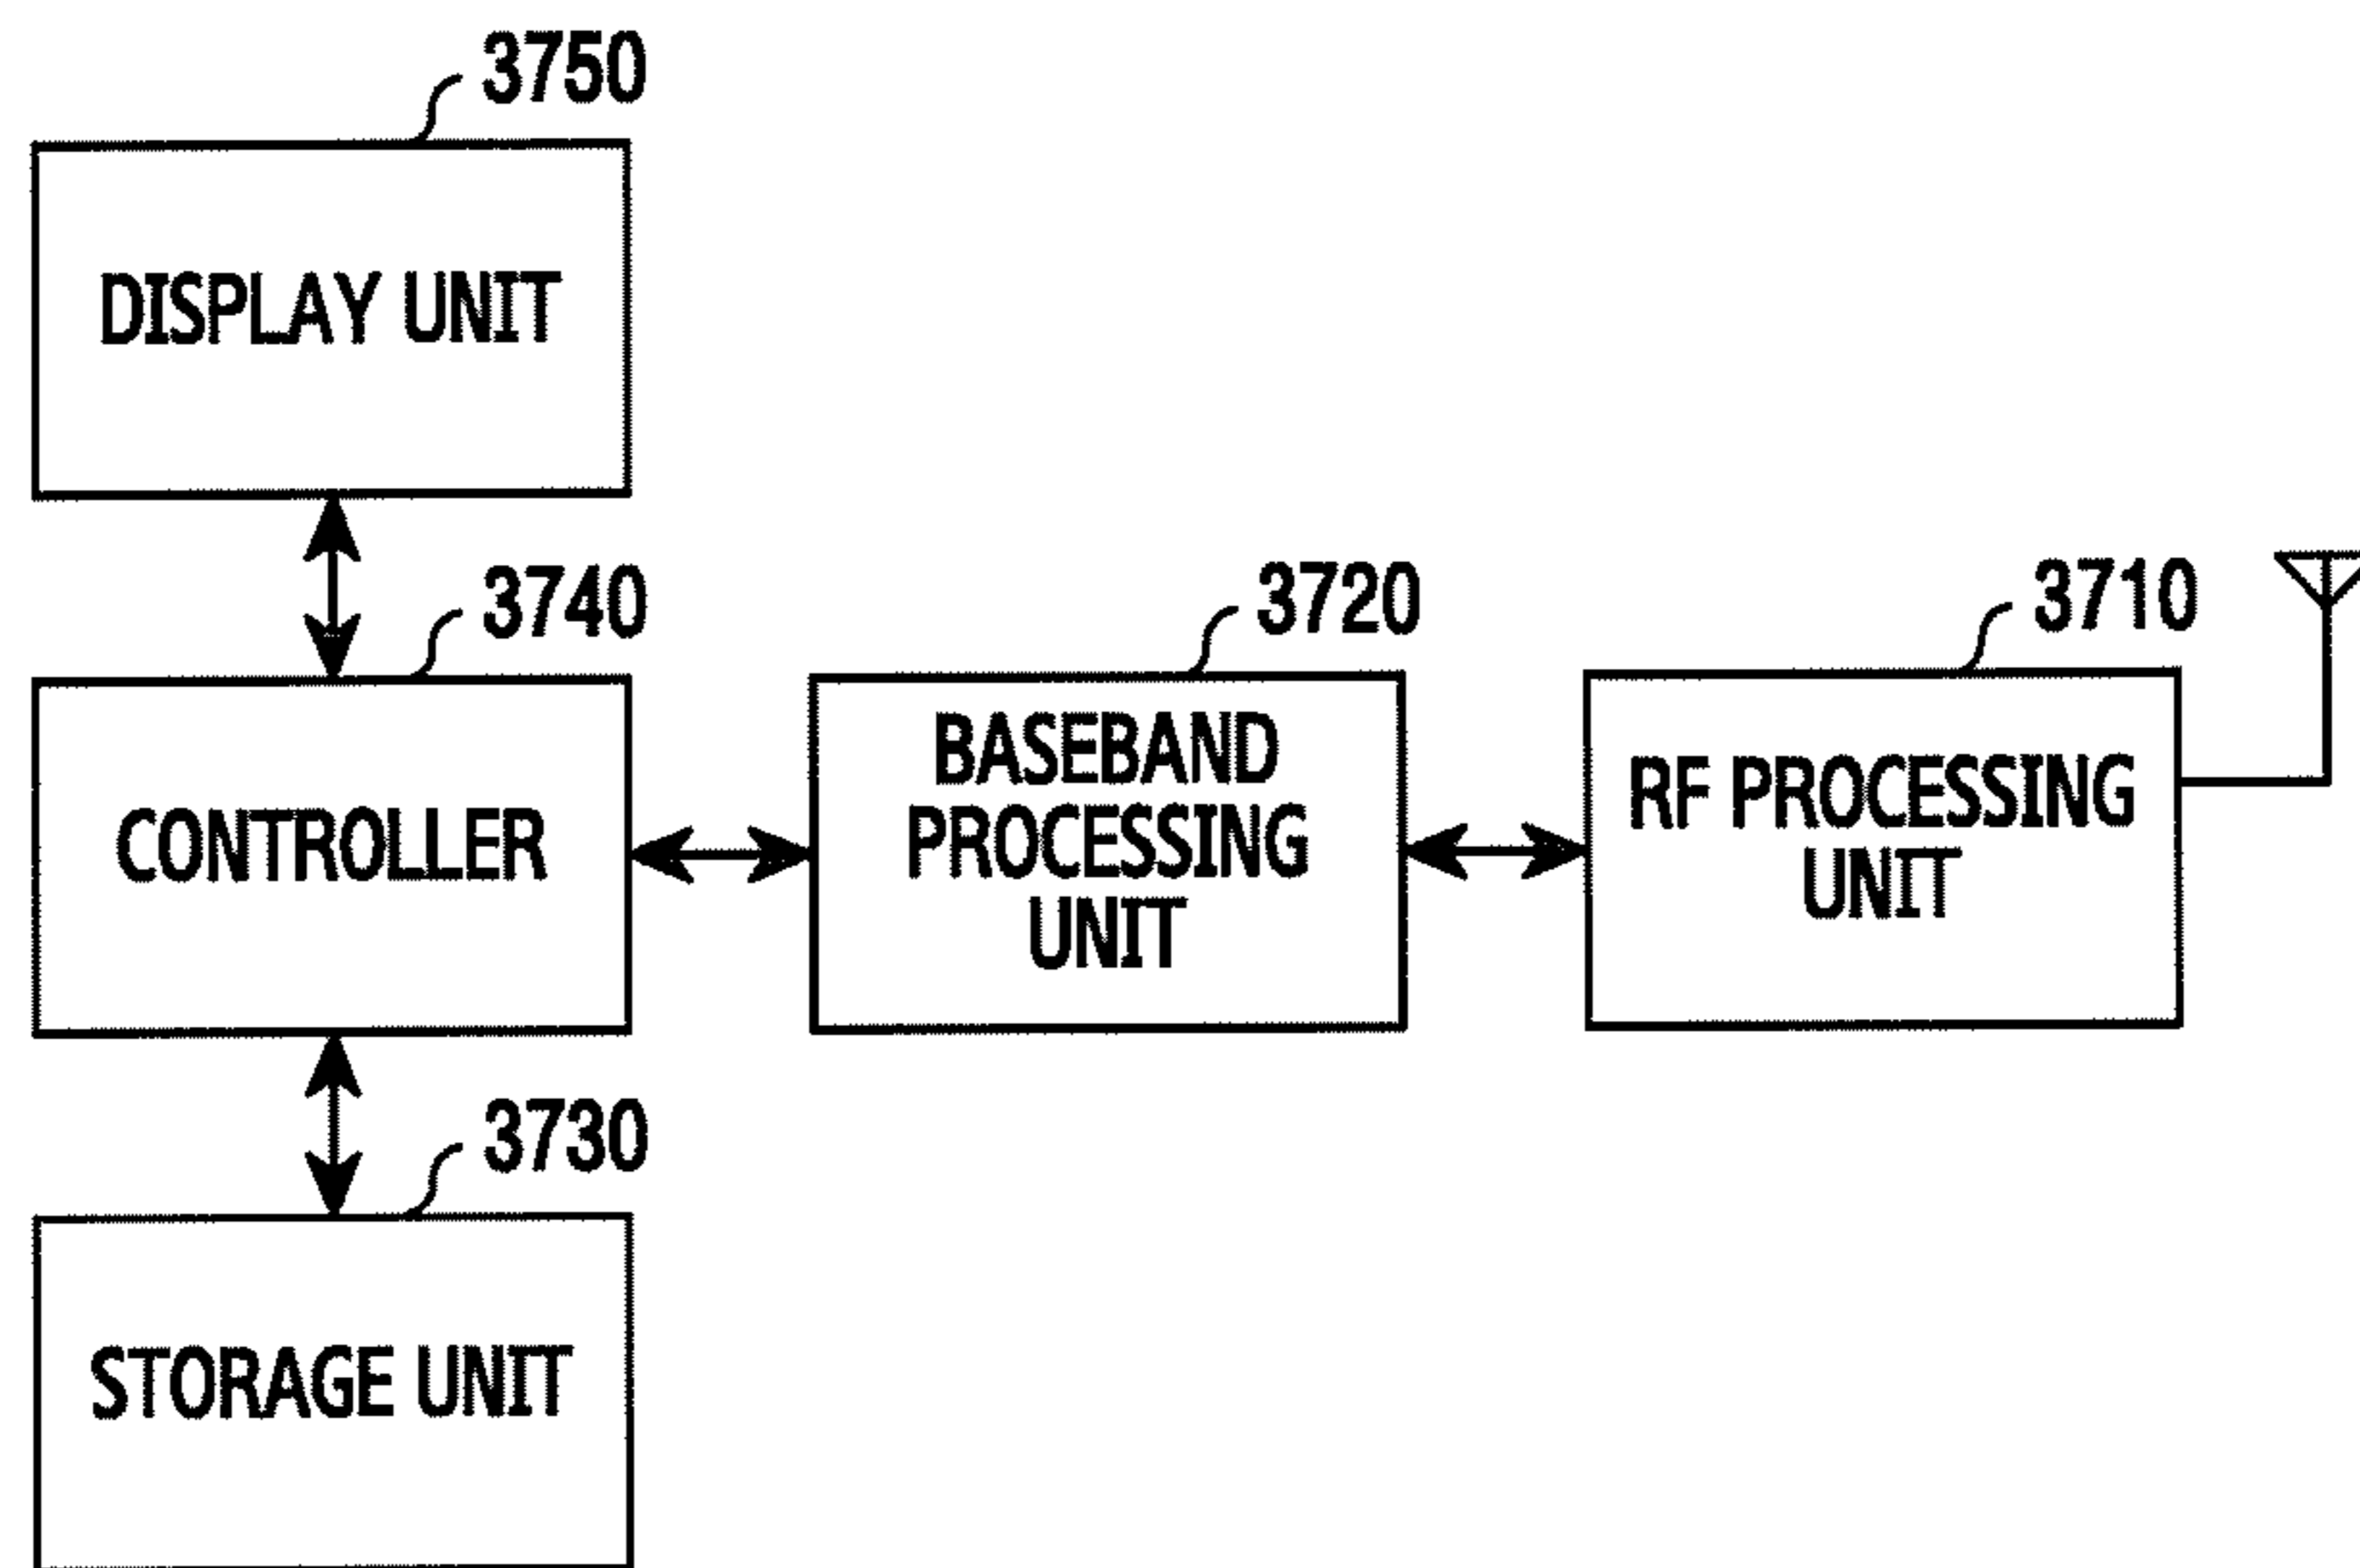 3750
DISPLAY UNIT
3740
3720
3710
CONTROLLER
BASEBAND
PROCESSING
UNIT
RF PROCESSING
UNIT
3730
STORAGE UNIT